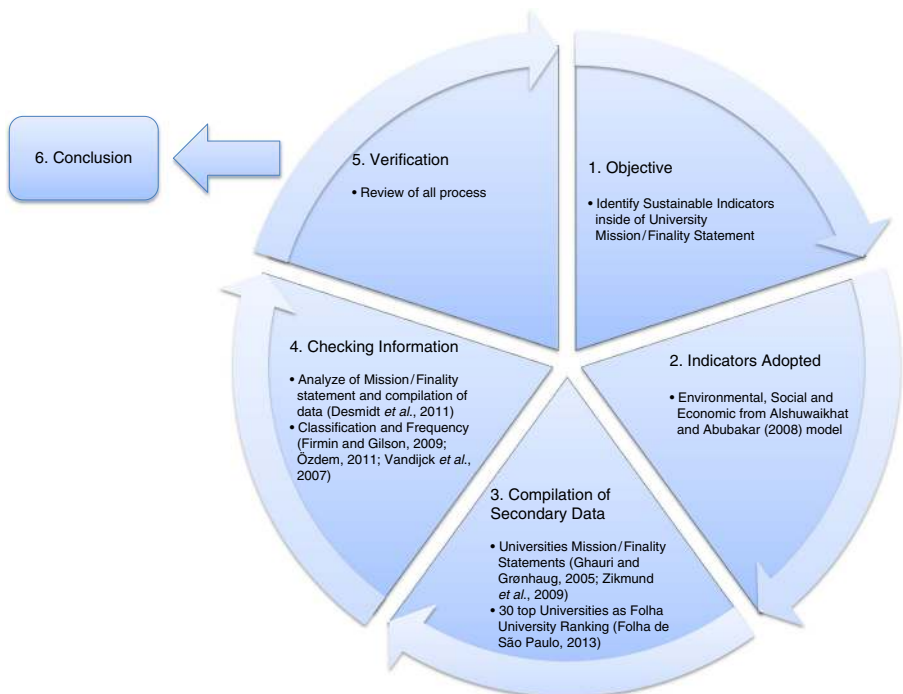 1. Objective
• Identify Sustainable Indicators
inside of University
Mission/Finality Statement
2. Indicators Adopted
• Environmental, Social and
Economic from Alshuwaikhat
and Abubakar (2008) model
3. Compilation of
Secondary Data
• Universities Mission/Finality
Statements (Ghauri and
Grønhaug, 2005; Zikmund
et al., 2009)
• 30 top Universities as Folha
University Ranking (Folha de
São Paulo, 2013)
4. Checking Information
• Analyze of Mission/Finality
statement and compilation of
data (Desmidt et al., 2011)
• Classification and Frequency
(Firmin and Gilson, 2009;
Özdem, 2011; Vandijck et al.,
2007)
5. Verification
• Review of all process
6. Conclusion